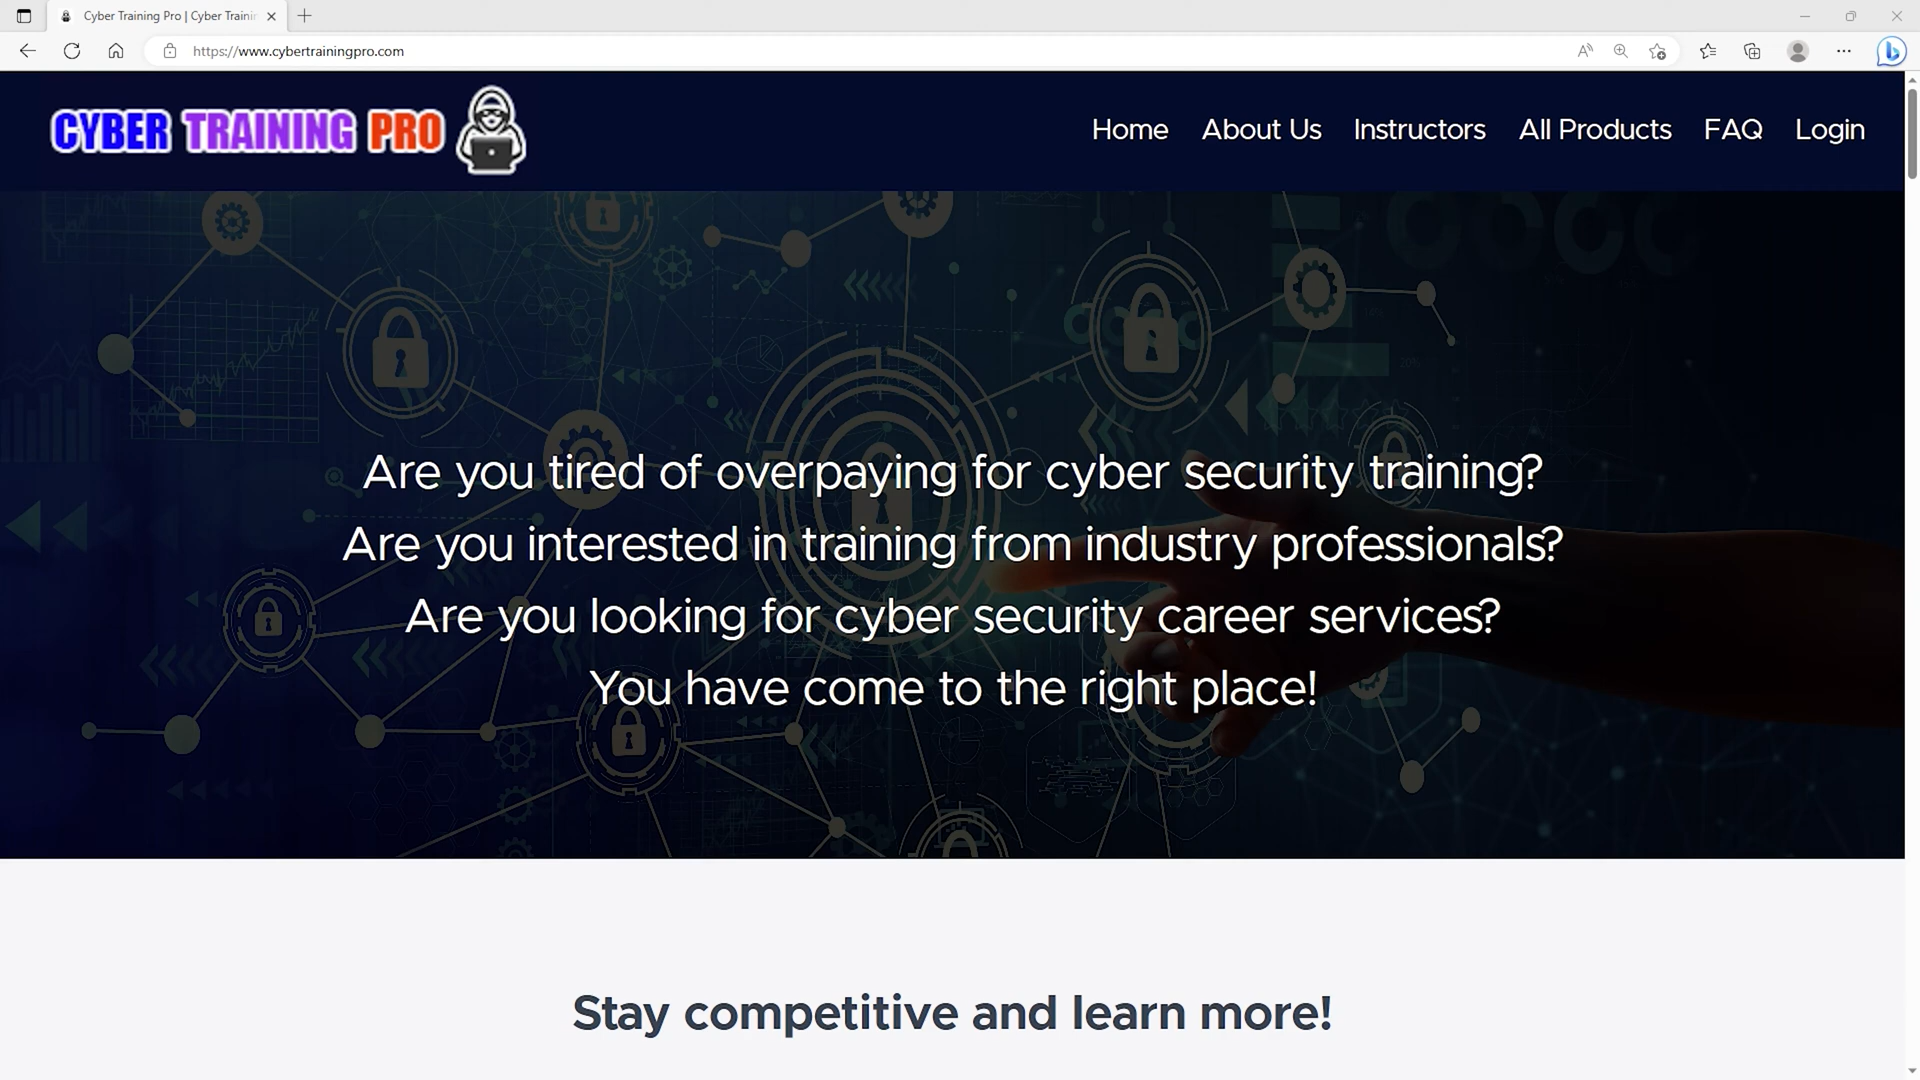 Cyber Training Pro | Cyber Traini
https://www.cybertrainingpro.com
CYBER TRAINING PRO
Home About Us Instructors All Products FAQ Login
Are you tired of overpaying for cyber security training?
Are you interested in training from industry professionals?
Are you looking for cyber security career services?
You have come to the right place!
Stay competitive and learn more!